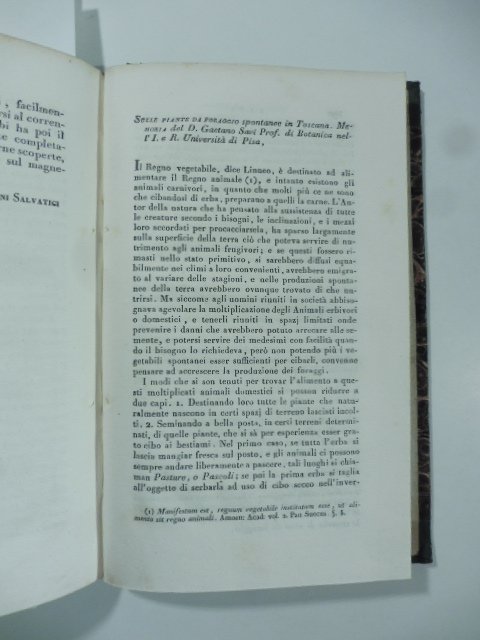 , facilmen-
rsi al corren-
bi ha poi il
te completa-
rne scoperte,
sul magne-
NI SALVATICI
SULLE PIANTE DA FORAGGIO spontanee in Toscana. ME-
MORIA del D. Gaetano Savi Prof. di Botanica nel-
l' I. e R. Università di Pisa,
IL Regno vegetabile, dice Linneo, è destinato ad ali-
mentare il Regno animale (1), e intanto esistono gli
animali carnivori, in quanto che molti più ce ne sono
che cibandosi di erba, preparano a quelli la carne. L'Au-
tor della natura che ha pensato alla sussistenza di tutte
le creature secondo i bisogni, le inclinazioni, e i mezzi
loro accordati per procacciarsela, ha sparso largamente
sulla superficie della terra ciò che poteva servire di nu-
trimento agli animali frugivori; e se questi fossero ri-
masti nello stato primitivo, si sarebbero diffusi equa-
bilmente nei climi a loro convenienti, avrebbero emigra-
to al variare delle stagioni, e nelle produzioni sponta-
nee della terra avrebbero ovunque trovato di che nu-
trirsi. Ma siccome agli uomini riuniti in società abbiso-
gnava agevolare la moltiplicazione degli Animali erbivori
o domestici, e tenerli riuniti in spazj limitati onde
prevenire i danni che avrebbero potuto arrecare alle se-
mente, e potersi servire dei medesimi con facilità quan-
do il bisogno lo richiedeva, però non potendo più i ve-
getabili spontanei esser sufficienti per cibarli, convenne
pensare ad accrescere la produzione dei foraggi.
I modi che si son tenuti per trovar l'alimento a que-
sti moltiplicati animali domestici si posson ridurre a
due capi. 1. Destinando loro tutte le piante che natu-
ralmente nascono in certi spazj di terreno lasciati incol-
ti. 2. Seminando a bella posta, in certi terreni determi-
nati, di quelle piante, che si sà per esperienza esser gra-
to cibo ai bestiami. Nel primo caso, se tutta l'erba si
lascia mangiar fresca sul posto, e gli animali ci possono
sempre andare liberamente a pascere, tali luoghi si chia-
man Pasture, o Pascoli; se poi la prima erba si taglia
all'oggetto di serbarla ad uso di cibo secco nell'inver-
(1) Manifestum est, regnum vegetabile institutum esse, ut ali-
mento sit regno animali. Amoen. Acad. vol. 2. PAN SUECUS §. 1.